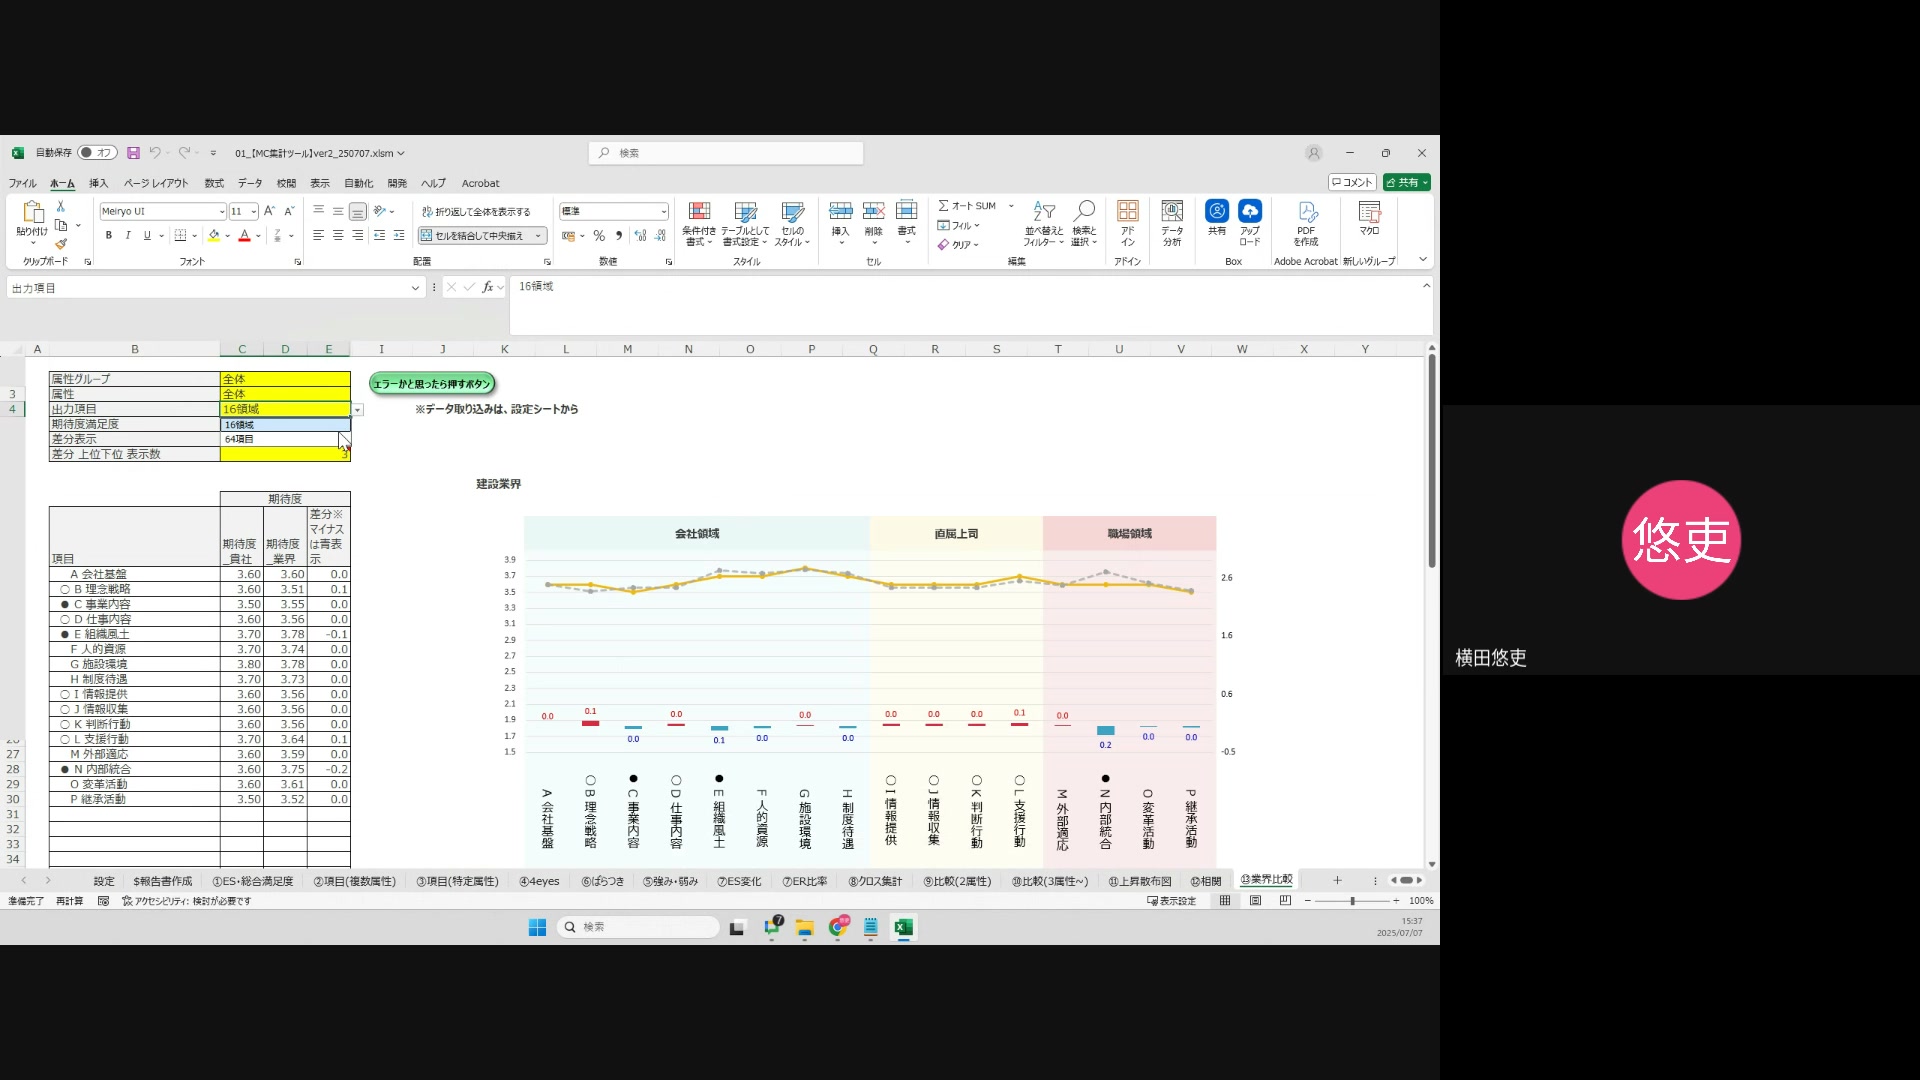 自動保存 オフ 01_【MC集計ツール】ver2_250707.xlsm 検索
ファイル ホーム 挿入 ページ レイアウト 数式 データ 校閲 表示 自動化 開発 ヘルプ Acrobat コメント 共有
貼り付け Meiryo UI 11 折り返して全体を表示する 標準 条件付き書式 テーブルとして書式設定 セルのスタイル 挿入 削除 書式 オート SUM フィル クリア 並べ替えとフィルター 検索と選択 アドイン データ分析 共有 アップロード PDFを作成 マクロ
B I U セルを結合して中央揃え
クリップボード フォント 配置 数値 スタイル セル 編集 アドイン Box Adobe Acrobat 新しいグループ
出力項目 fx 16領域
A B C D E I J K L M N O P Q R S T U V W X Y
属性グループ 全体
3 属性 全体
4 出力項目 16領域
期待度満足度 16領域
差分表示 64項目
差分 上位下位 表示数 3
エラーかと思ったら押すボタン
※データ取り込みは、設定シートから
期待度
項目 期待度_貴社 期待度_業界 差分※マイナスは青表示
A 会社基盤 3.60 3.60 0.0
○ B 理念戦略 3.60 3.51 0.1
● C 事業内容 3.50 3.55 0.0
○ D 仕事内容 3.60 3.56 0.0
● E 組織風土 3.70 3.78 -0.1
F 人的資源 3.70 3.74 0.0
G 施設環境 3.80 3.78 0.0
H 制度待遇 3.70 3.73 0.0
○ I 情報提供 3.60 3.56 0.0
○ J 情報収集 3.60 3.56 0.0
○ K 判断行動 3.60 3.56 0.0
○ L 支援行動 3.70 3.64 0.1
27 M 外部適応 3.60 3.59 0.0
28 ● N 内部統合 3.60 3.75 -0.2
29 O 変革活動 3.60 3.61 0.0
30 P 継承活動 3.50 3.52 0.0
31
32
33
34
建設業界
会社領域 直属上司 職場領域
3.9
3.7
3.5
3.3
3.1
2.9
2.7
2.5
2.3
2.1
1.9
1.7
1.5
2.6
1.6
0.6
-0.5
0.0 0.1 0.0 0.0 0.1 0.0 0.0 0.0 0.0 0.0 0.0 0.1 0.0 0.2 0.0 0.0
A 会社基盤
○ B 理念戦略
● C 事業内容
○ D 仕事内容
● E 組織風土
F 人的資源
G 施設環境
H 制度待遇
○ I 情報提供
○ J 情報収集
○ K 判断行動
○ L 支援行動
M 外部適応
● N 内部統合
O 変革活動
P 継承活動
設定 $報告書作成 ①ES・総合満足度 ②項目(複数属性) ③項目(特定属性) ④4eyes ⑥ばらつき ⑤強み・弱み ⑦ES変化 ⑦ER比率 ⑧クロス集計 ⑨比較(2属性) ⑩比較(3属性~) ⑪上昇散布図 ⑫相関 ⑬業界比較
準備完了 再計算 アクセシビリティ: 検討が必要です 表示設定 100%
検索 7
15:37
2025/07/07
悠吏
横田悠吏